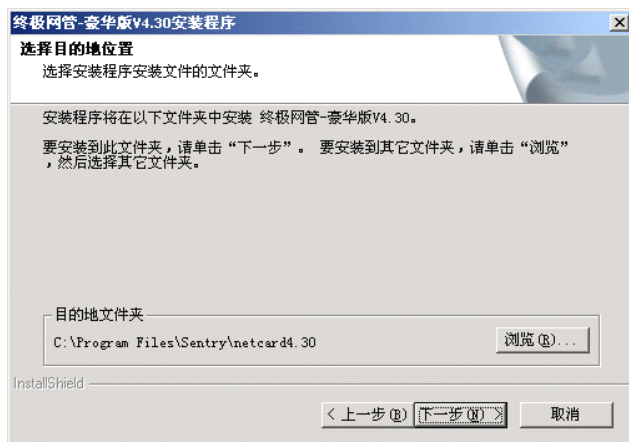 终极网管-豪华版V4.30安装程序
选择目的地位置
选择安装程序安装文件的文件夹。
安装程序将在以下文件夹中安装 终极网管-豪华版V4.30。
要安装到此文件夹,请单击“下一步”。 要安装到其它文件夹,请单击“浏览”
,然后选择其它文件夹。
目的地文件夹
C:\Program Files\Sentry\netcard4.30
浏览(R)...
InstallShield
< 上一步(B)
下一步(N) >
取消